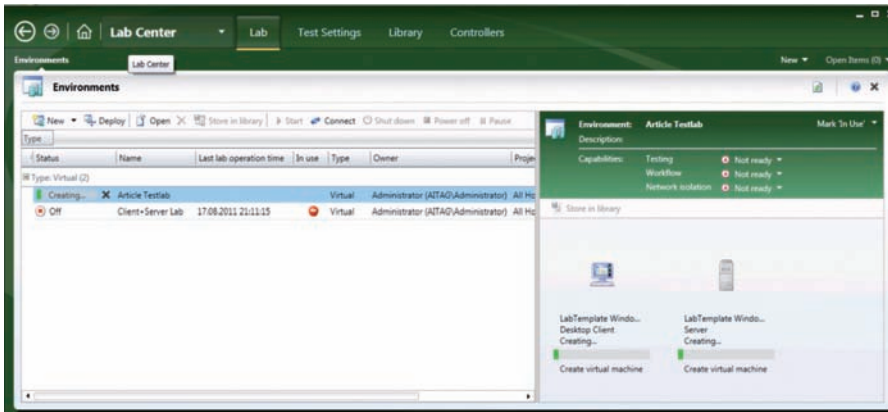 Lab Center Lab Test Settings Library Controllers
Environments New Open Items (0)
Lab Center
Environments
New Deploy Open Store in library Start Connect Shut down Power off Pause
Type
Status Name Last lab operation time In use Type Owner Proje
Type: Virtual (2)
Creating... Article Testlab Virtual Administrator (AITAG\Administrator) All Ho
Off Client+Server Lab 17.08.2011 21:11:15 Virtual Administrator (AITAG\Administrator) All Ho
Environment: Article Testlab Mark 'In Use'
Description:
Capabilities: Testing Not ready
Workflow Not ready
Network isolation Not ready
Store in library
LabTemplate Windo...
Desktop Client
Creating...
Create virtual machine
LabTemplate Windo...
Server
Creating...
Create virtual machine